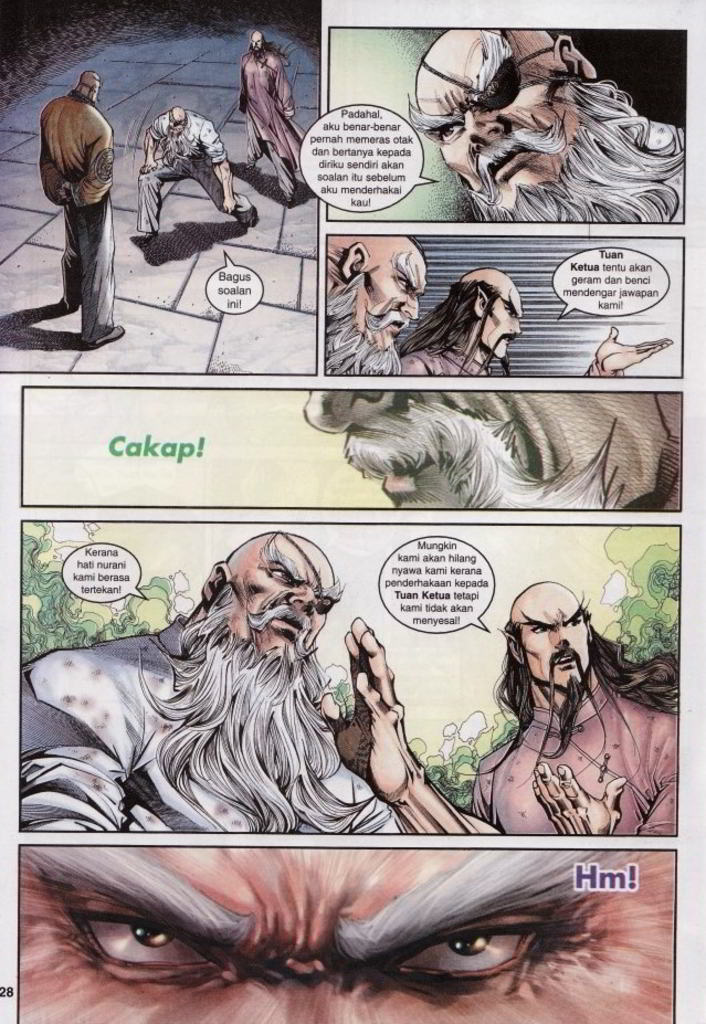 Bagus
soalan
ini!
Padahal,
aku benar-benar
pernah memeras otak
dan bertanya kepada
diriku sendiri akan
soalan itu sebelum
aku menderhakai
kau!
Tuan
Ketua tentu akan
geram dan benci
mendengar jawapan
kami!
Cakap!
Kerana
hati nurani
kami berasa
tertekan!
Mungkin
kami akan hilang
nyawa kami kerana
penderhakaan kepada
Tuan Ketua tetapi
kami tidak akan
menyesal!
Hm!
28